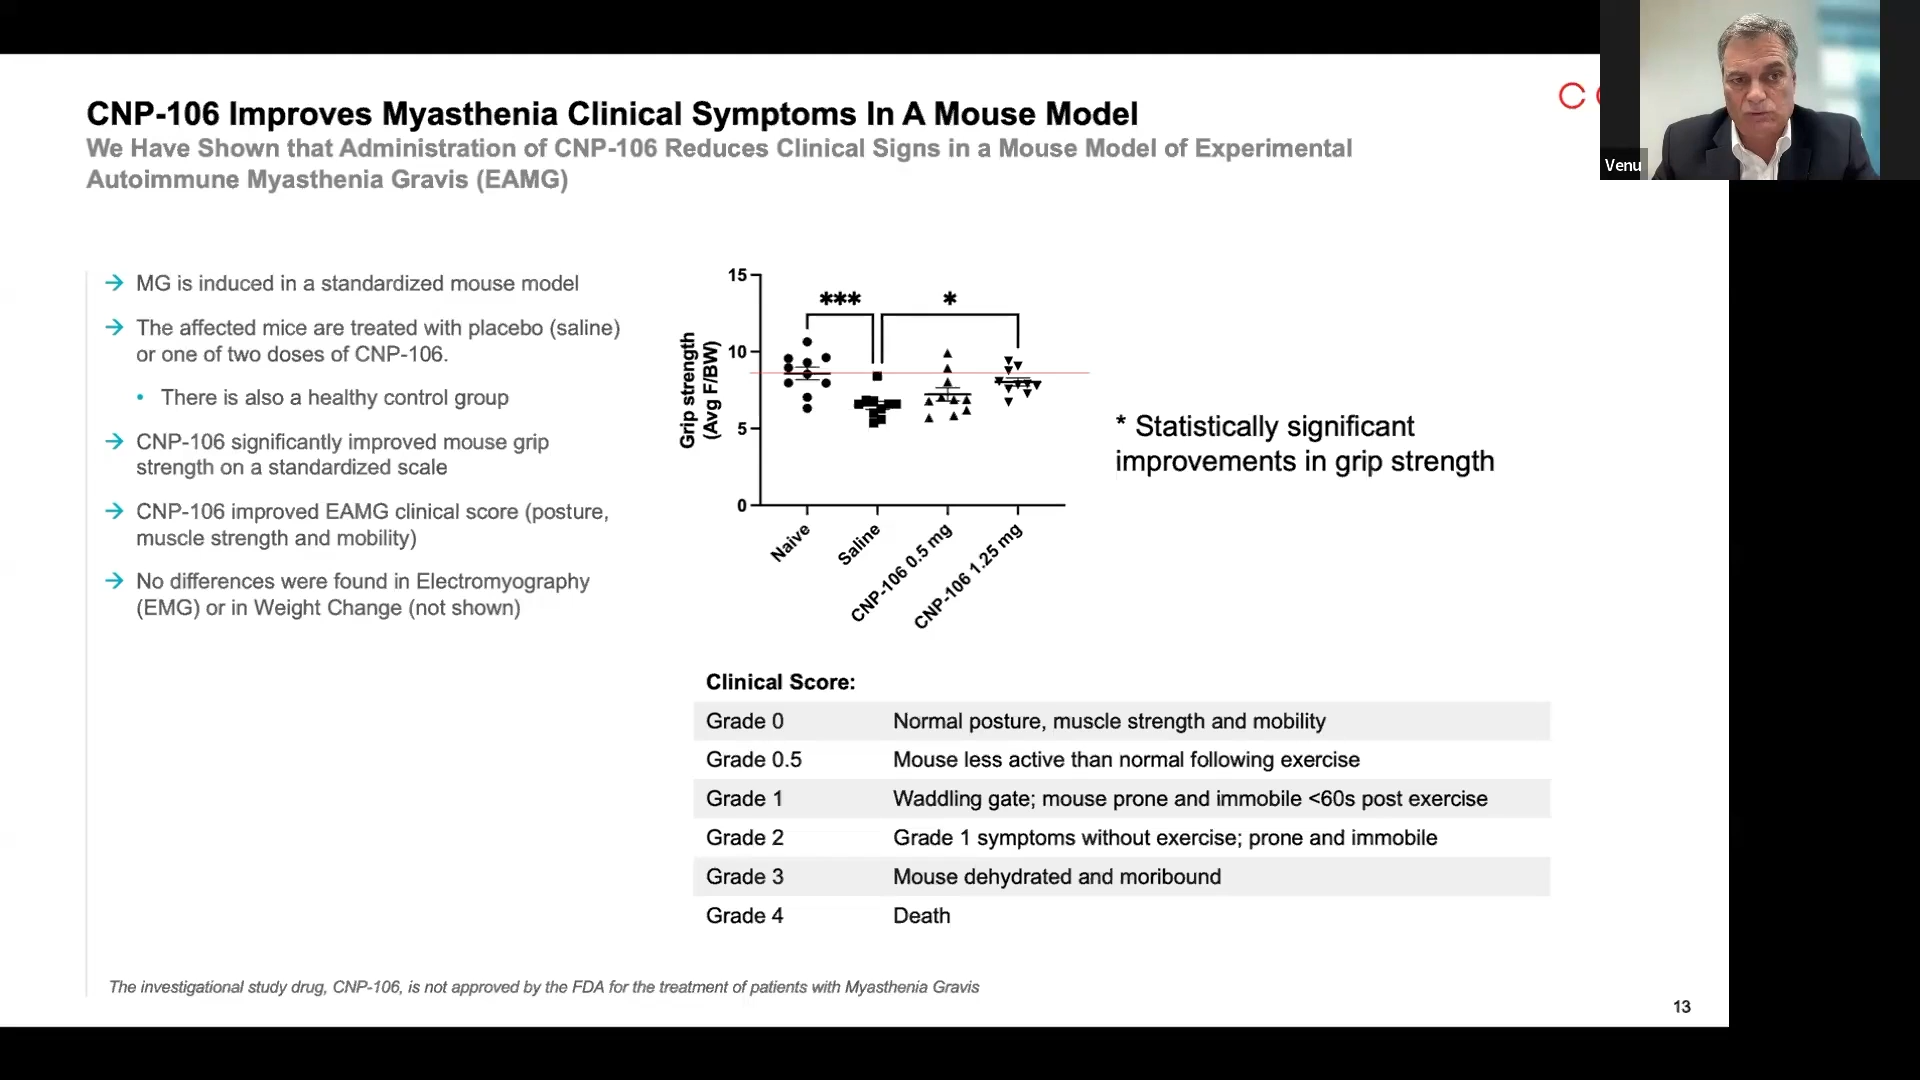 CNP-106 Improves Myasthenia Clinical Symptoms In A Mouse Model
We Have Shown that Administration of CNP-106 Reduces Clinical Signs in a Mouse Model of Experimental
Autoimmune Myasthenia Gravis (EAMG)
Venu
→ MG is induced in a standardized mouse model
→ The affected mice are treated with placebo (saline)
or one of two doses of CNP-106.
• There is also a healthy control group
→ CNP-106 significantly improved mouse grip
strength on a standardized scale
→ CNP-106 improved EAMG clinical score (posture,
muscle strength and mobility)
→ No differences were found in Electromyography
(EMG) or in Weight Change (not shown)
Grip strength
(Avg F/BW)
15
10
5
0
***
*
Naive
Saline
CNP-106 0.5 mg
CNP-106 1.25 mg
* Statistically significant
improvements in grip strength
Clinical Score:
Grade 0 Normal posture, muscle strength and mobility
Grade 0.5 Mouse less active than normal following exercise
Grade 1 Waddling gate; mouse prone and immobile <60s post exercise
Grade 2 Grade 1 symptoms without exercise; prone and immobile
Grade 3 Mouse dehydrated and moribund
Grade 4 Death
The investigational study drug, CNP-106, is not approved by the FDA for the treatment of patients with Myasthenia Gravis
13